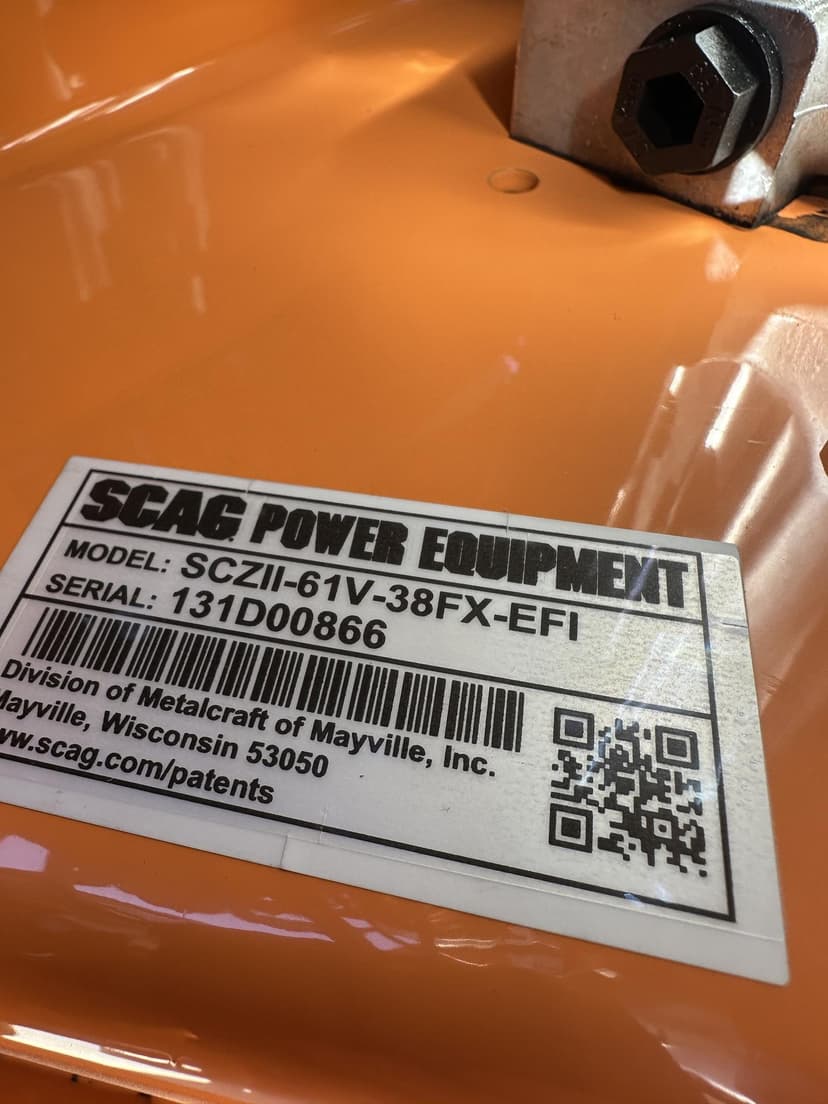 SCAG POWER EQUIPMENT
MODEL: SCZII-61V-38FX-EFI
SERIAL: 131D00866
Division of Metalcraft of Mayville, Inc.
Mayville, Wisconsin 53050
www.scag.com/patents